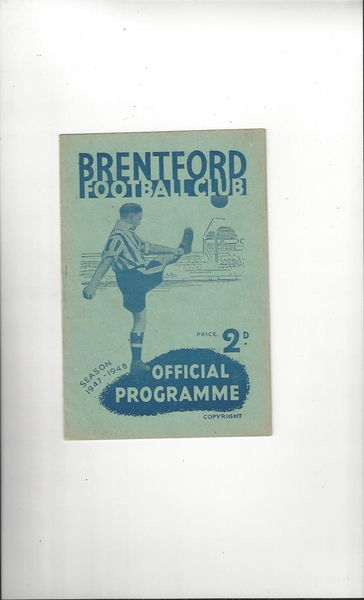 BRENTFORD
FOOTBALL CLUB
PRICE 2D.
SEASON
1947-1948
OFFICIAL
PROGRAMME
COPYRIGHT